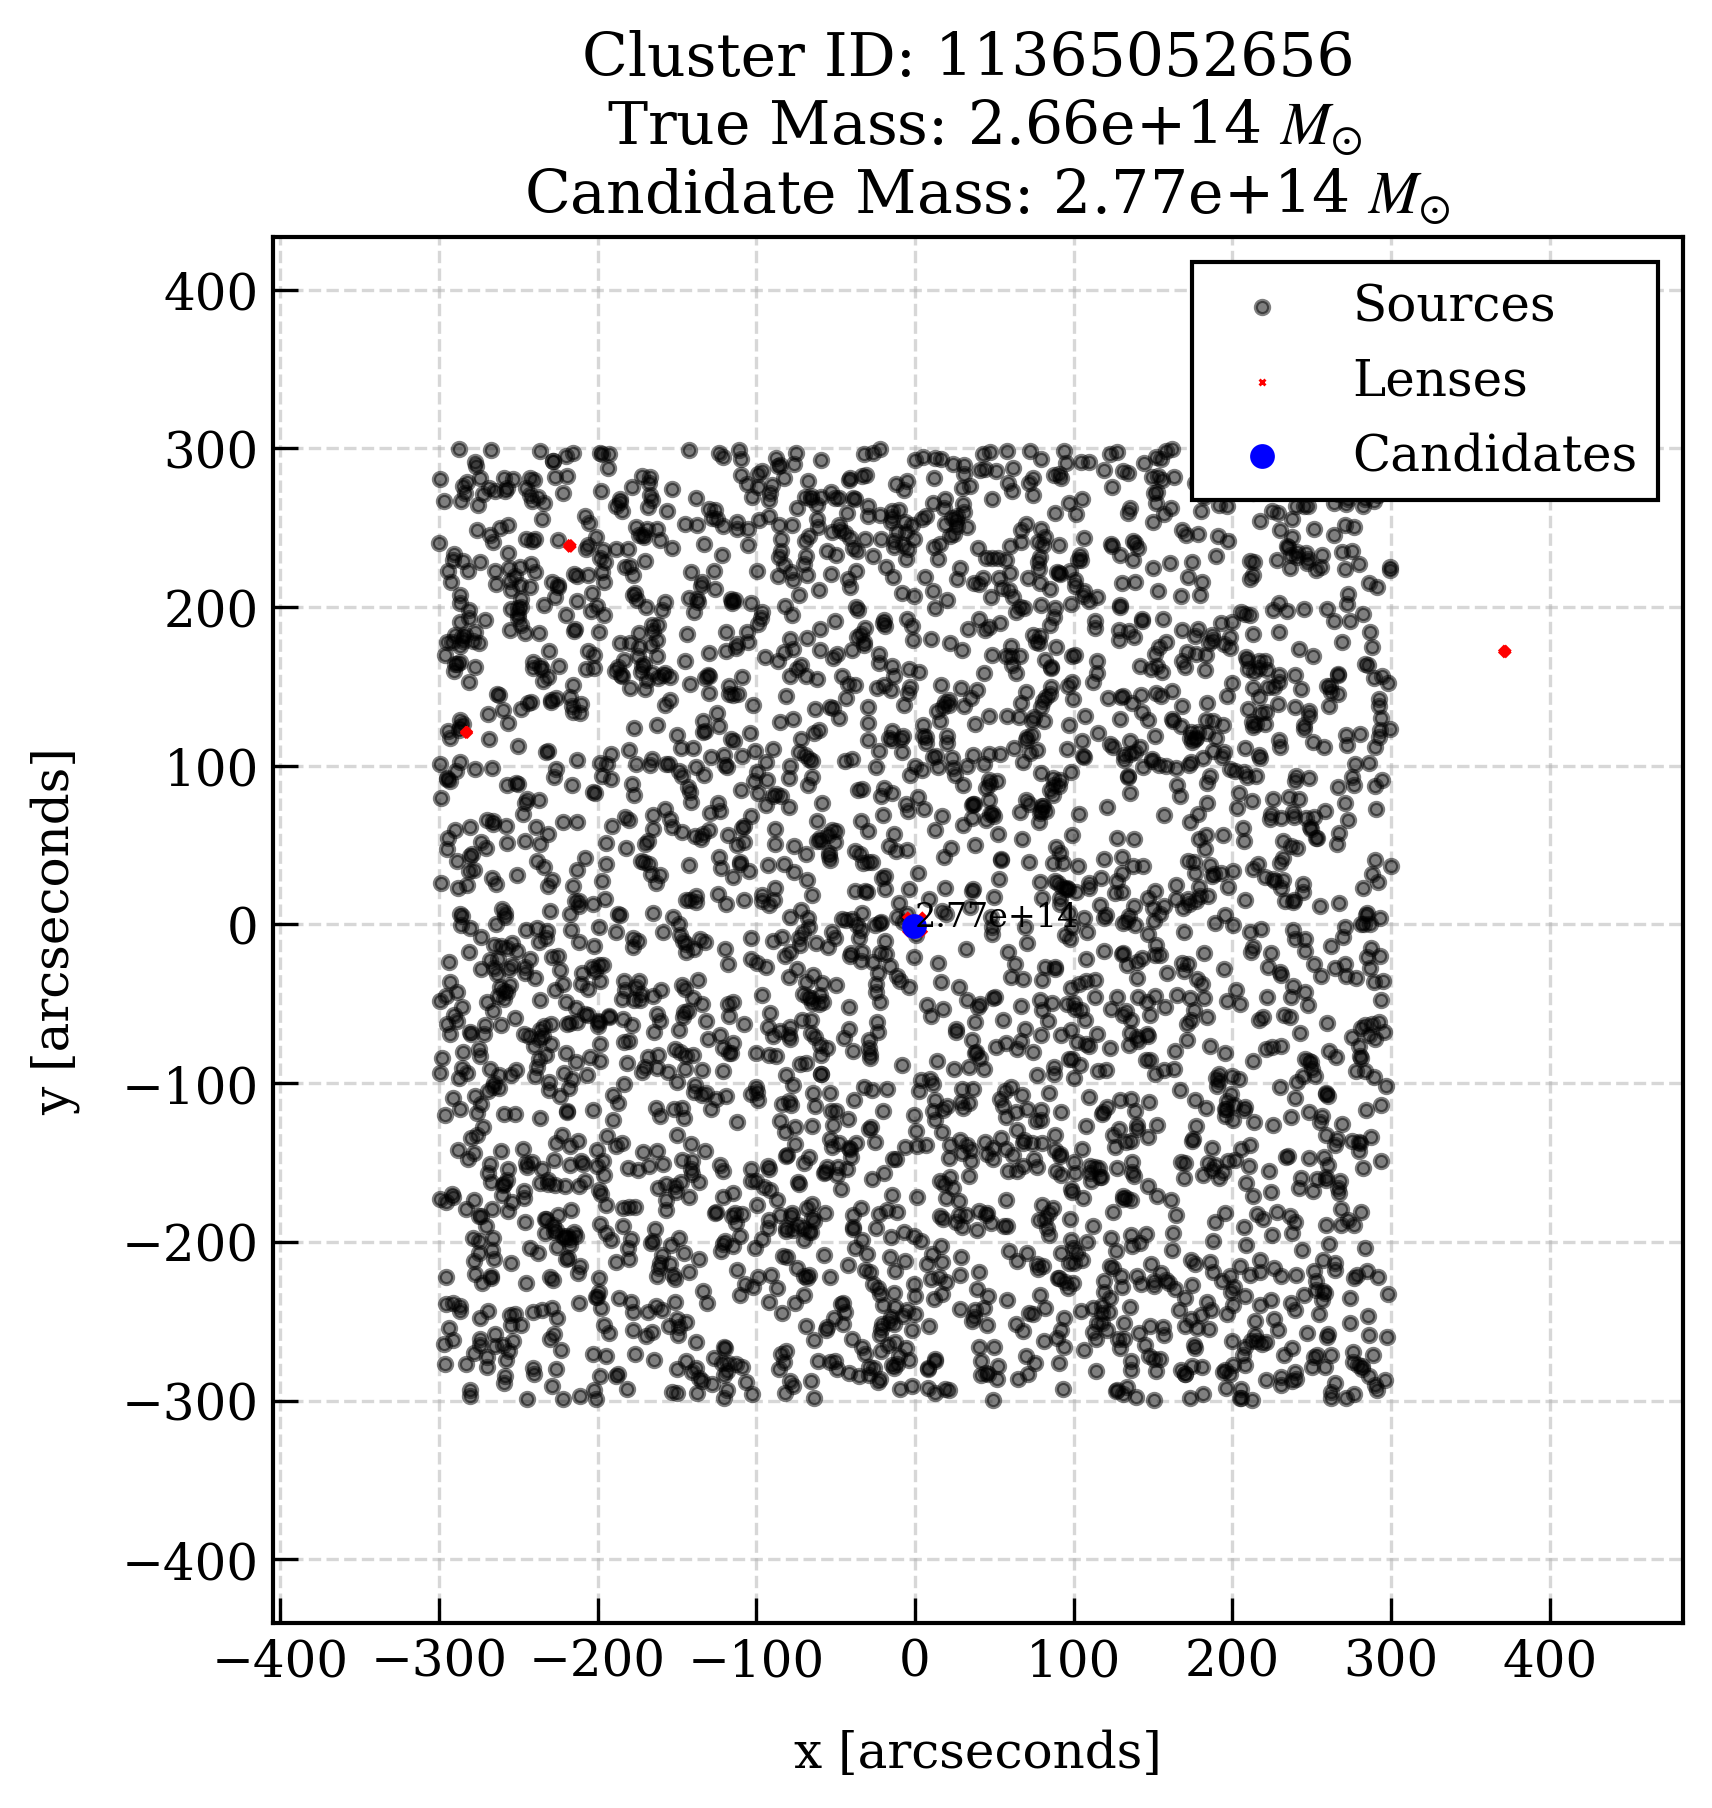 Cluster ID: 11365052656
True Mass: 2.66e+14 M☉
Candidate Mass: 2.77e+14 M☉
Sources
Lenses
Candidates
400
300
200
100
0
−100
−200
−300
−400
y [arcseconds]
2.77e+14
−400 −300 −200 −100 0 100 200 300 400
x [arcseconds]